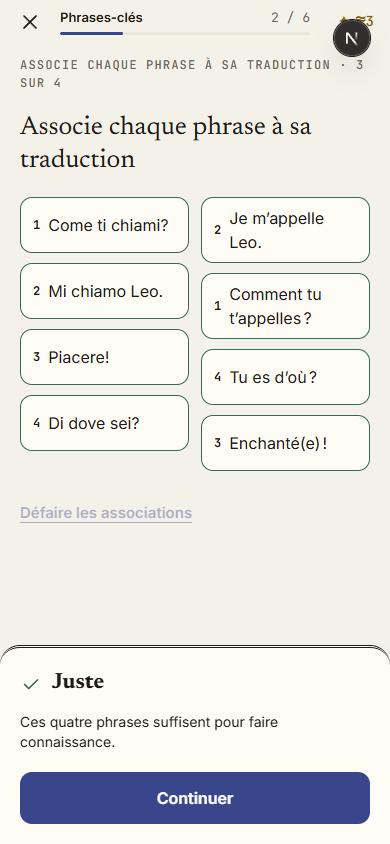 Phrases-clés
2 / 6
3
N
ASSOCIE CHAQUE PHRASE À SA TRADUCTION · 3
SUR 4
Associe chaque phrase à sa
traduction
1 Come ti chiami?
2 Mi chiamo Leo.
3 Piacere!
4 Di dove sei?
2 Je m’appelle
Leo.
1 Comment tu
t’appelles ?
4 Tu es d’où ?
3 Enchanté(e) !
Défaire les associations
Juste
Ces quatre phrases suffisent pour faire
connaissance.
Continuer